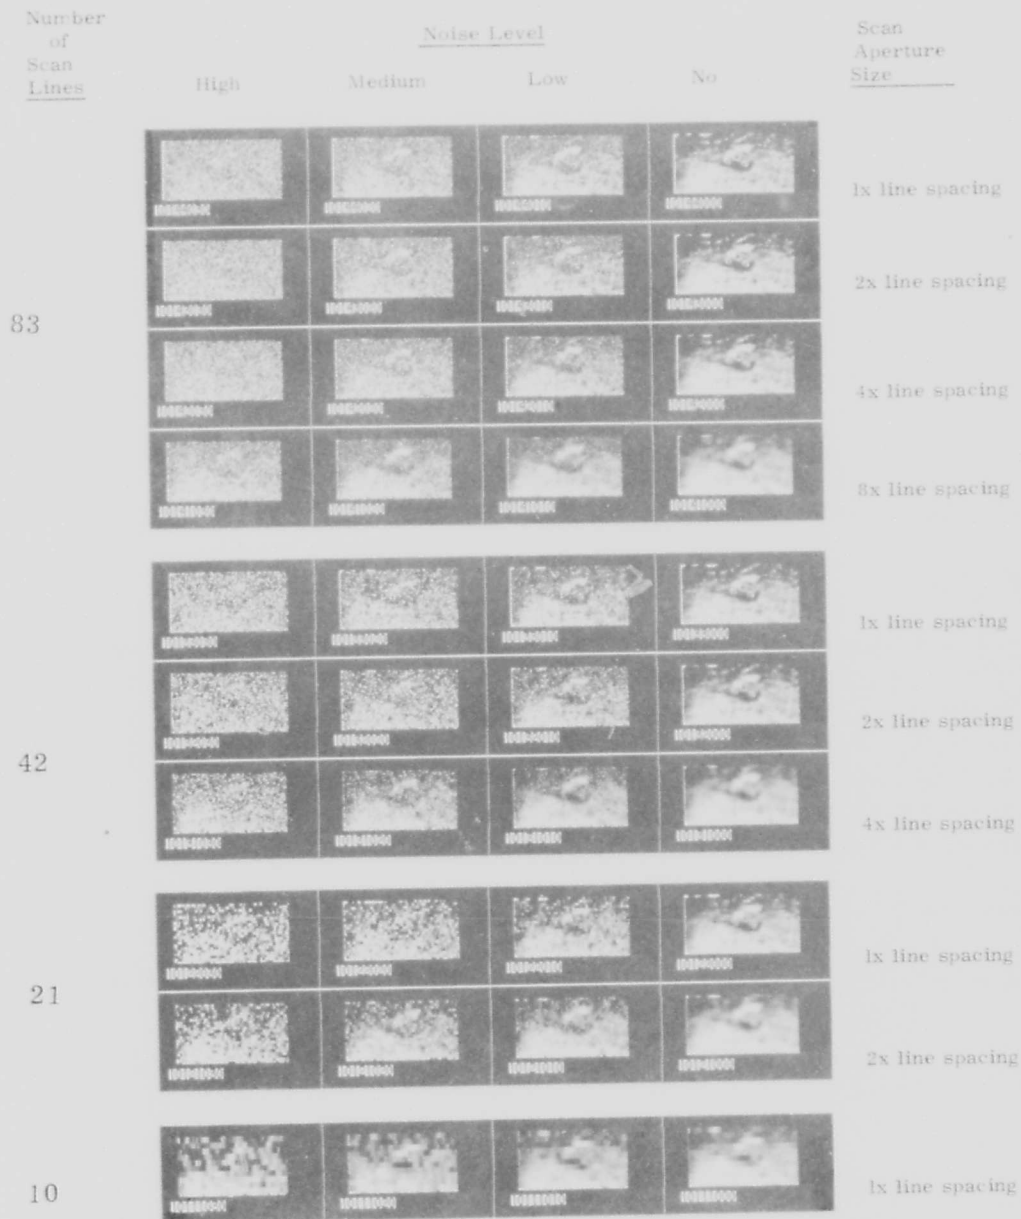 Number
of
Scan
Lines
Noise Level
High Medium Low No
Scan
Aperture
Size
83
1x line spacing
2x line spacing
4x line spacing
8x line spacing
42
1x line spacing
2x line spacing
4x line spacing
21
1x line spacing
2x line spacing
10
1x line spacing